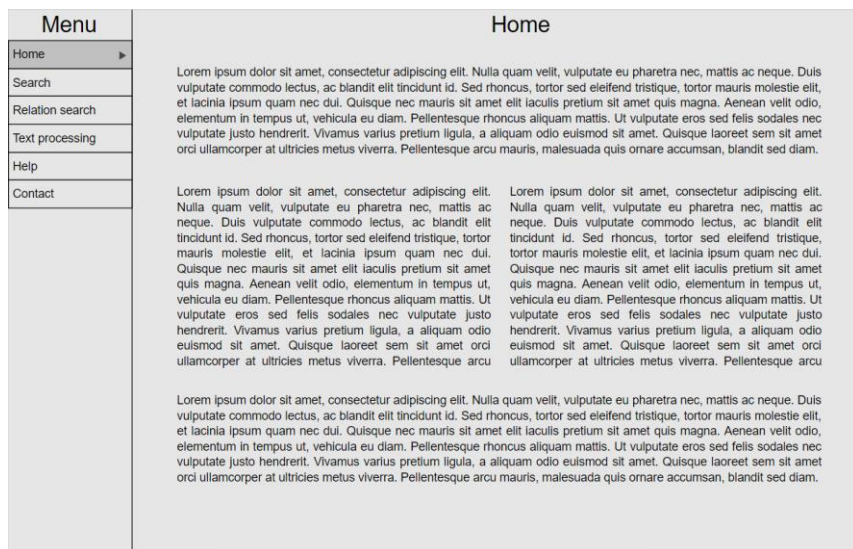 Menu
Home
Search
Relation search
Text processing
Help
Contact
Home
Lorem ipsum dolor sit amet, consectetur adipiscing elit. Nulla quam velit, vulputate eu pharetra nec, mattis ac neque. Duis
vulputate commodo lectus, ac blandit elit tincidunt id. Sed rhoncus, tortor sed eleifend tristique, tortor mauris molestie elit,
et lacinia ipsum quam nec dui. Quisque nec mauris sit amet elit iaculis pretium sit amet quis magna. Aenean velit odio,
elementum in tempus ut, vehicula eu diam. Pellentesque rhoncus aliquam mattis. Ut vulputate eros sed felis sodales nec
vulputate justo hendrerit. Vivamus varius pretium ligula, a aliquam odio euismod sit amet. Quisque laoreet sem sit amet
orci ullamcorper at ultricies metus viverra. Pellentesque arcu mauris, malesuada quis ornare accumsan, blandit sed diam.
Lorem ipsum dolor sit amet, consectetur adipiscing elit.
Nulla quam velit, vulputate eu pharetra nec, mattis ac
neque. Duis vulputate commodo lectus, ac blandit elit
tincidunt id. Sed rhoncus, tortor sed eleifend tristique, tortor
mauris molestie elit, et lacinia ipsum quam nec dui.
Quisque nec mauris sit amet elit iaculis pretium sit amet
quis magna. Aenean velit odio, elementum in tempus ut,
vehicula eu diam. Pellentesque rhoncus aliquam mattis. Ut
vulputate eros sed felis sodales nec vulputate justo
hendrerit. Vivamus varius pretium ligula, a aliquam odio
euismod sit amet. Quisque laoreet sem sit amet orci
ullamcorper at ultricies metus viverra. Pellentesque arcu
Lorem ipsum dolor sit amet, consectetur adipiscing elit.
Nulla quam velit, vulputate eu pharetra nec, mattis ac
neque. Duis vulputate commodo lectus, ac blandit elit
tincidunt id. Sed rhoncus, tortor sed eleifend tristique,
tortor mauris molestie elit, et lacinia ipsum quam nec dui.
Quisque nec mauris sit amet elit iaculis pretium sit amet
quis magna. Aenean velit odio, elementum in tempus ut,
vehicula eu diam. Pellentesque rhoncus aliquam mattis. Ut
vulputate eros sed felis sodales nec vulputate justo
hendrerit. Vivamus varius pretium ligula, a aliquam odio
euismod sit amet. Quisque laoreet sem sit amet orci
ullamcorper at ultricies metus viverra. Pellentesque arcu
Lorem ipsum dolor sit amet, consectetur adipiscing elit. Nulla quam velit, vulputate eu pharetra nec, mattis ac neque. Duis
vulputate commodo lectus, ac blandit elit tincidunt id. Sed rhoncus, tortor sed eleifend tristique, tortor mauris molestie elit,
et lacinia ipsum quam nec dui. Quisque nec mauris sit amet elit iaculis pretium sit amet quis magna. Aenean velit odio,
elementum in tempus ut, vehicula eu diam. Pellentesque rhoncus aliquam mattis. Ut vulputate eros sed felis sodales nec
vulputate justo hendrerit. Vivamus varius pretium ligula, a aliquam odio euismod sit amet. Quisque laoreet sem sit amet
orci ullamcorper at ultricies metus viverra. Pellentesque arcu mauris, malesuada quis ornare accumsan, blandit sed diam.